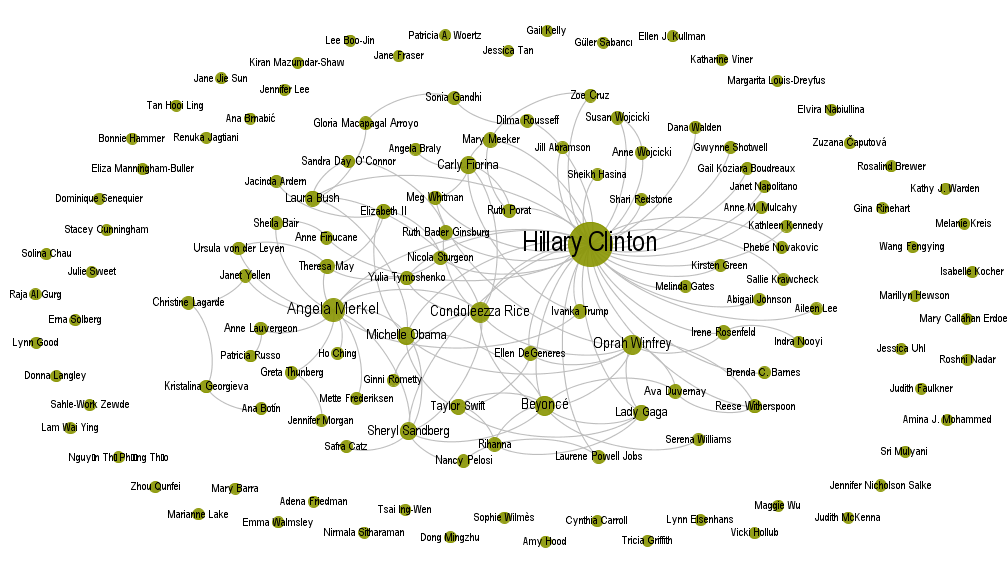 Gail Kelly
Patricia A. Woertz
Ellen J. Kullman
Lee Boo-Jin
Güler Sabancı
Jessica Tan
Jane Fraser
Katharine Viner
Kiran Mazumdar-Shaw
Jane Jie Sun
Margarita Louis-Dreyfus
Jennifer Lee
Sonia Gandhi
Zoe Cruz
Tan Hooi Ling
Elvira Nabiullina
Ana Brnabić
Gloria Macapagal Arroyo
Dilma Rousseff
Susan Wojcicki
Dana Walden
Bonnie Hammer
Renuka Jagtiani
Mary Meeker
Zuzana Čaputová
Angela Braly
Jill Abramson
Anne Wojcicki
Gwynne Shotwell
Sandra Day O'Connor
Carly Fiorina
Eliza Manningham-Buller
Gail Koziara Boudreaux
Rosalind Brewer
Sheikh Hasina
Jacinda Ardern
Janet Napolitano
Kathy J. Warden
Dominique Senequier
Laura Bush
Meg Whitman
Shari Redstone
Elizabeth II
Ruth Porat
Anne M. Mulcahy
Gina Rinehart
Stacey Cunningham
Sheila Bair
Ruth Bader Ginsburg
Kathleen Kennedy
Melanie Kreis
Anne Finucane
Hillary Clinton
Ursula von der Leyen
Phebe Novakovic
Wang Fengying
Solina Chau
Nicola Sturgeon
Julie Sweet
Janet Yellen
Theresa May
Yulia Tymoshenko
Kirsten Green
Isabelle Kocher
Sallie Krawcheck
Melinda Gates
Raja Al Gurg
Christine Lagarde
Abigail Johnson
Marillyn Hewson
Angela Merkel
Condoleezza Rice
Ivanka Trump
Aileen Lee
Erna Solberg
Mary Callahan Erdoe
Anne Lauvergeon
Michelle Obama
Irene Rosenfeld
Lynn Good
Oprah Winfrey
Indra Nooyi
Jessica Uhl
Patricia Russo
Ho Ching
Ellen DeGeneres
Roshni Nadar
Donna Langley
Greta Thunberg
Brenda C. Barnes
Kristalina Georgieva
Ginni Rometty
Judith Faulkner
Ava Duvernay
Sahle-Work Zewde
Mette Frederiksen
Ana Botín
Taylor Swift
Beyoncé
Reese Witherspoon
Lady Gaga
Jennifer Morgan
Amina J. Mohammed
Lam Wai Ying
Sheryl Sandberg
Serena Williams
Safra Catz
Rihanna
Sri Mulyani
Laurene Powell Jobs
Nancy Pelosi
Zhou Qunfei
Mary Barra
Jennifer Nicholson Salke
Adena Friedman
Maggie Wu
Marianne Lake
Tsai Ing-Wen
Emma Walmsley
Sophie Wilmès
Cynthia Carroll
Lynn Elsenhans
Judith McKenna
Nirmala Sitharaman
Dong Mingzhu
Amy Hood
Tricia Griffith
Vicki Hollub